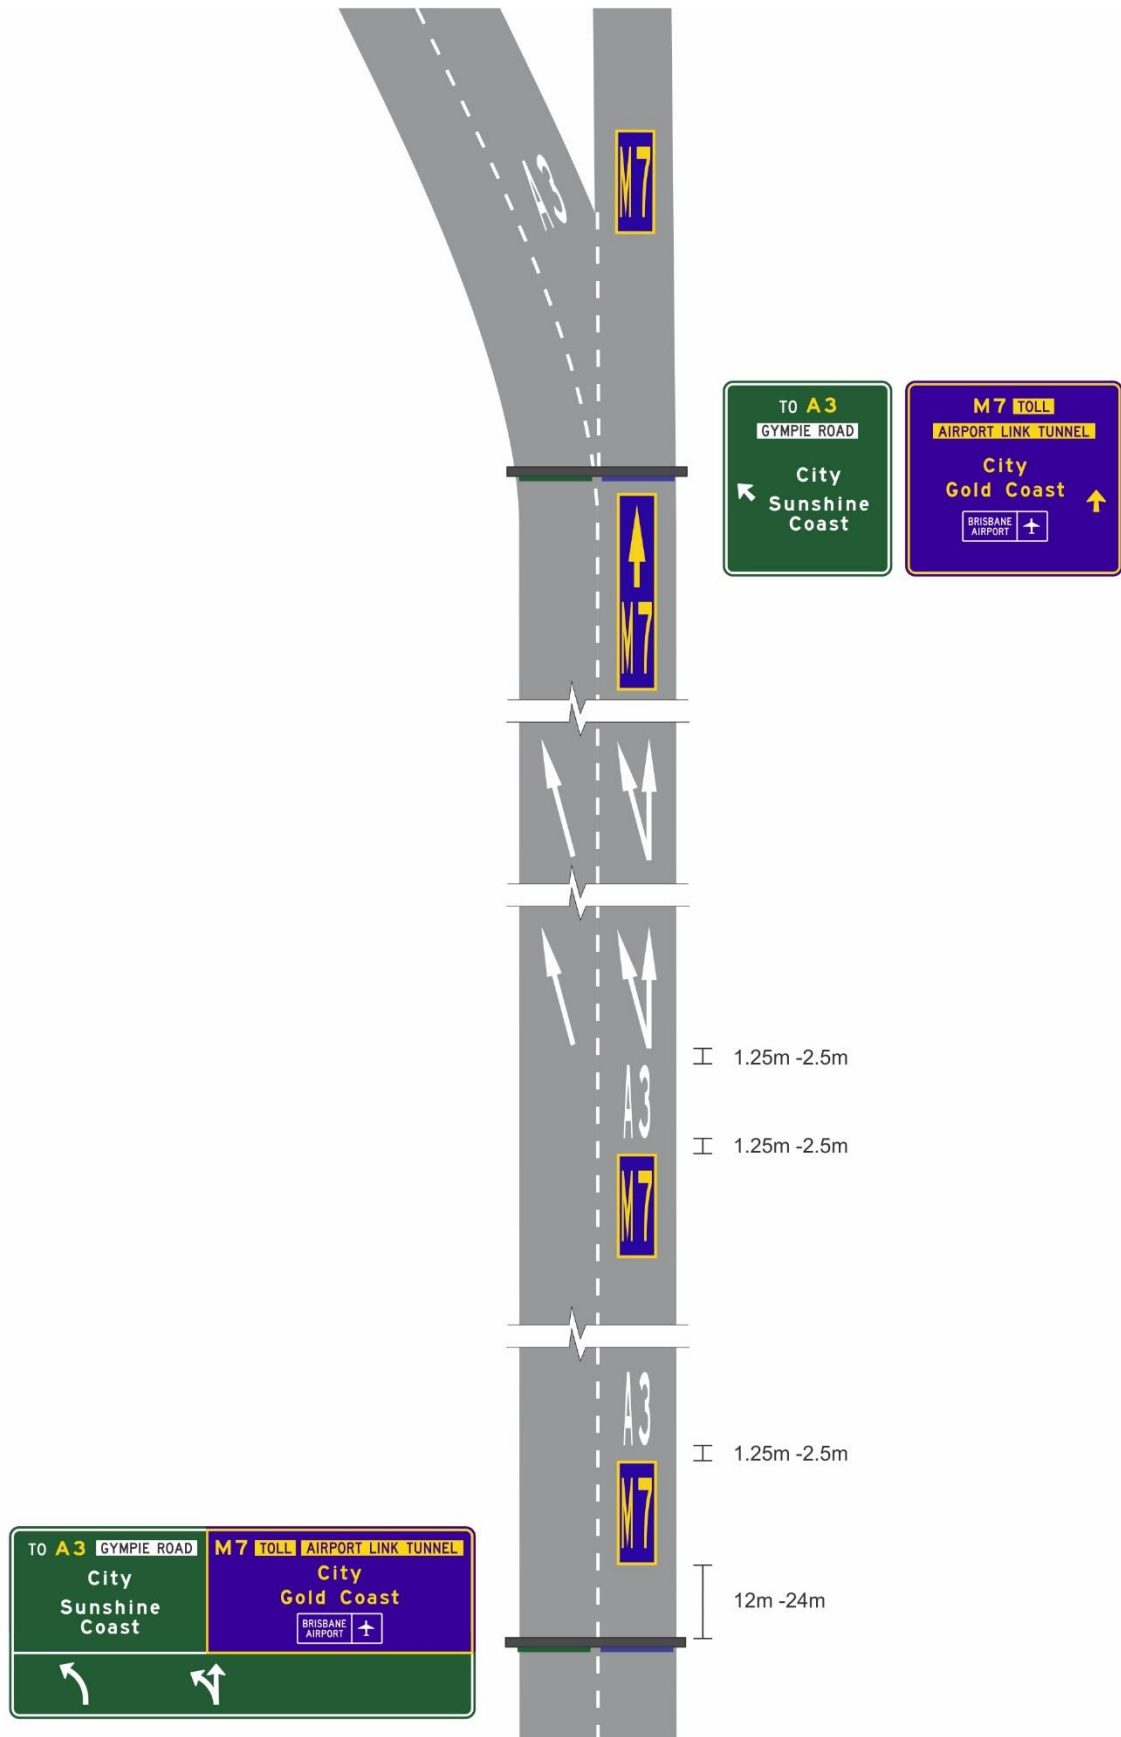 A3
M7
TO A3
GYMPIE ROAD
City
Sunshine
Coast
M7 TOLL
AIRPORT LINK TUNNEL
City
Gold Coast
BRISBANE
AIRPORT
M7
1.25m -2.5m
A3
1.25m -2.5m
M7
A3
1.25m -2.5m
M7
12m -24m
TO A3 GYMPIE ROAD
City
Sunshine
Coast
M7 TOLL AIRPORT LINK TUNNEL
City
Gold Coast
BRISBANE
AIRPORT